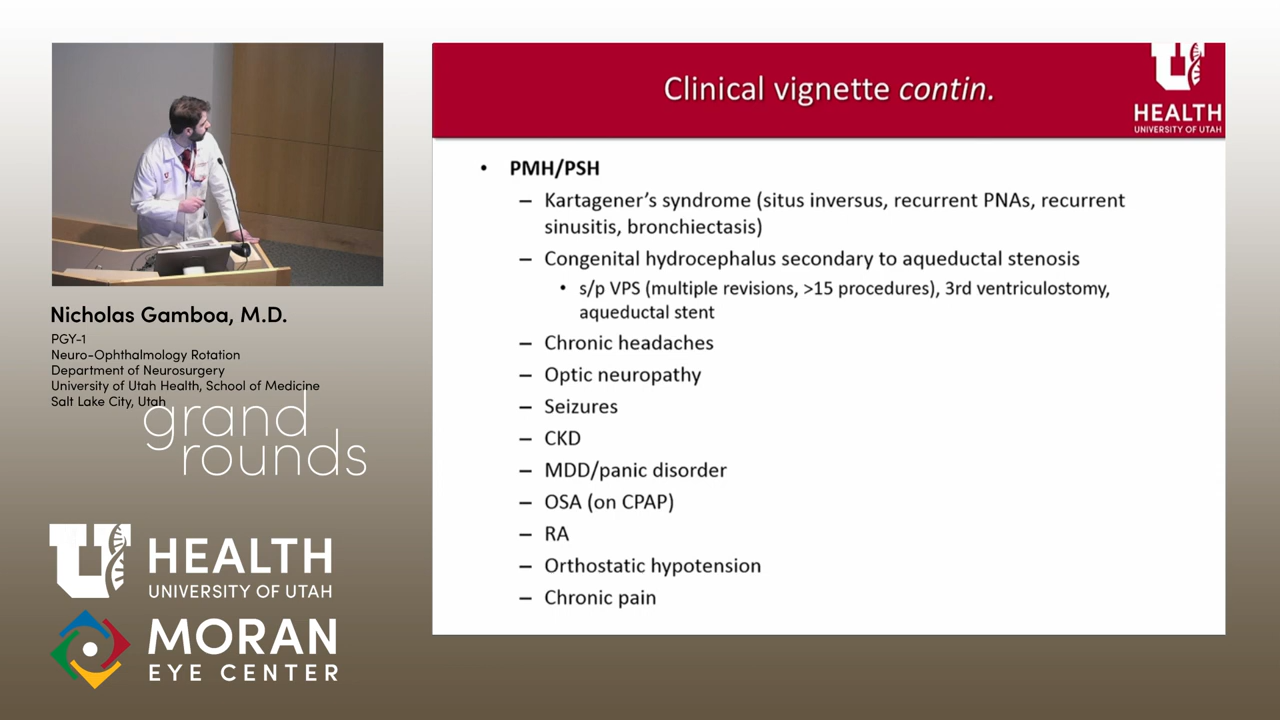 Nicholas Gamboa, M.D.
PGY-1
Neuro-Ophthalmology Rotation
Department of Neurosurgery
University of Utah Health, School of Medicine
Salt Lake City, Utah
grand
rounds
U HEALTH
UNIVERSITY OF UTAH
MORAN
EYE CENTER
Clinical vignette contin.
U
HEALTH
UNIVERSITY OF UTAH
• PMH/PSH
– Kartagener’s syndrome (situs inversus, recurrent PNAs, recurrent
sinusitis, bronchiectasis)
– Congenital hydrocephalus secondary to aqueductal stenosis
• s/p VPS (multiple revisions, >15 procedures), 3rd ventriculostomy,
aqueductal stent
– Chronic headaches
– Optic neuropathy
– Seizures
– CKD
– MDD/panic disorder
– OSA (on CPAP)
– RA
– Orthostatic hypotension
– Chronic pain